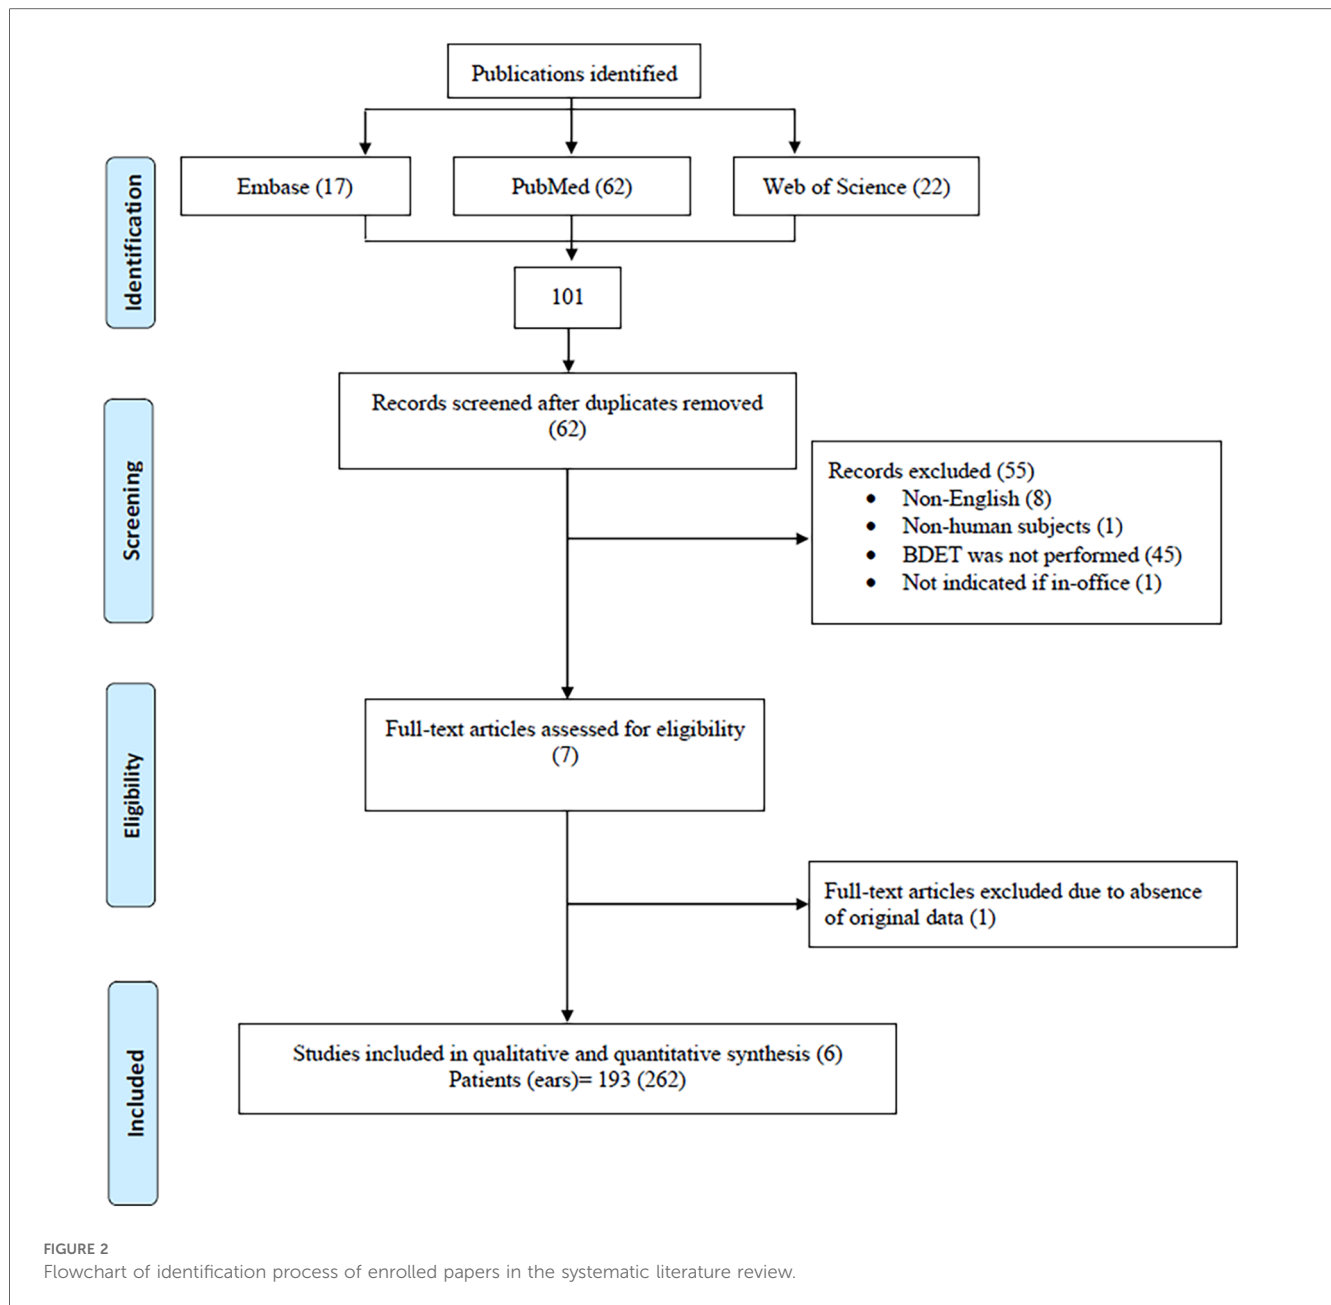 Publications identified
Identification
Embase (17)
PubMed (62)
Web of Science (22)
101
Screening
Records screened after duplicates removed
(62)
Records excluded (55)
• Non-English (8)
• Non-human subjects (1)
• BDET was not performed (45)
• Not indicated if in-office (1)
Eligibility
Full-text articles assessed for eligibility
(7)
Full-text articles excluded due to absence
of original data (1)
Included
Studies included in qualitative and quantitative synthesis (6)
Patients (ears)= 193 (262)
FIGURE 2
Flowchart of identification process of enrolled papers in the systematic literature review.